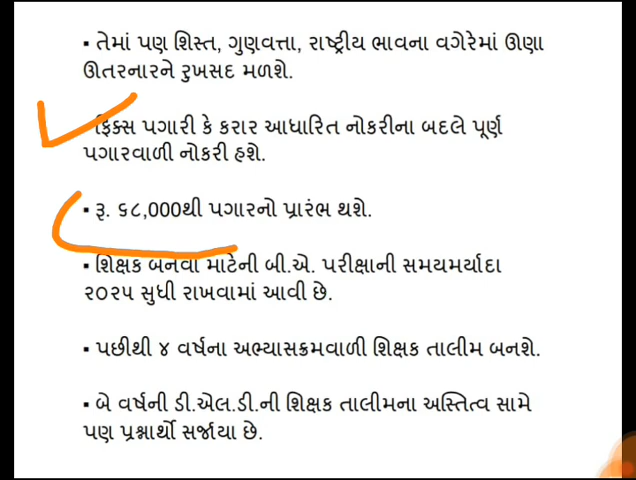 ▪ તેમાં પણ શિસ્ત, ગુણવત્તા, રાષ્ટ્રીય ભાવના વગેરેમાં ઊણા
ઊતરનારને રુખસદ મળશે.
ફિક્સ પગારી કે કરાર આધારિત નોકરીના બદલે પૂર્ણ
પગારવાળી નોકરી હશે.
▪ રૂ. ૬૮,000થી પગારનો પ્રારંભ થશે.
▪ શિક્ષક બનવા માટેની બી.એ. પરીક્ષાની સમયમર્યાદા
૨૦૨૫ સુધી રાખવામાં આવી છે.
▪ પછીથી ૪ વર્ષના અભ્યાસક્રમવાળી શિક્ષક તાલીમ બનશે.
▪ બે વર્ષની ડી.એલ.ડી.ની શિક્ષક તાલીમના અસ્તિત્વ સામે
પણ પ્રશ્નાર્થો સર્જાયા છે.